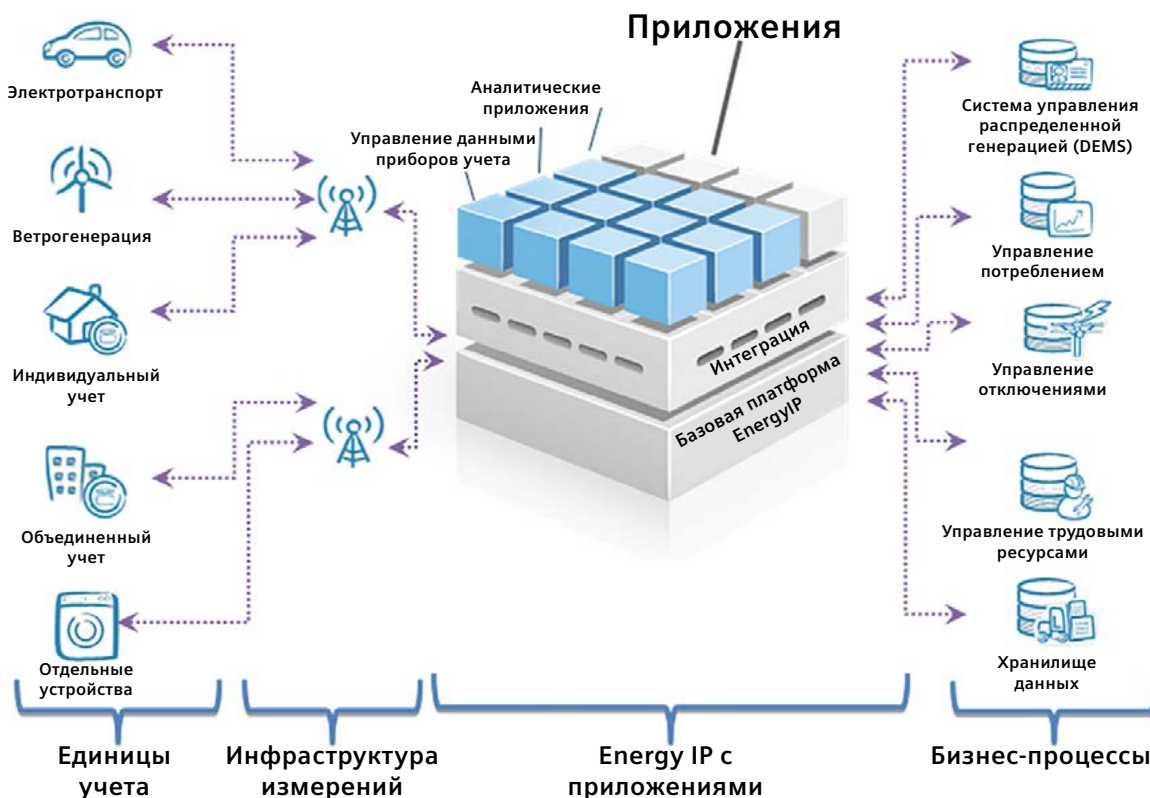 Приложения
Электротранспорт
Ветрогенерация
Индивидуальный
учет
Объединенный
учет
Отдельные
устройства
Аналитические
приложения
Управление данными
приборов учета
Интеграция
Базовая платформа
EnergyIP
Система управления
распределенной
генерацией (DEMS)
Управление
потреблением
Управление
отключениями
Управление трудовыми
ресурсами
Хранилище
данных
Единицы
учета
Инфраструктура
измерений
Energy IP с
приложениями
Бизнес-процессы